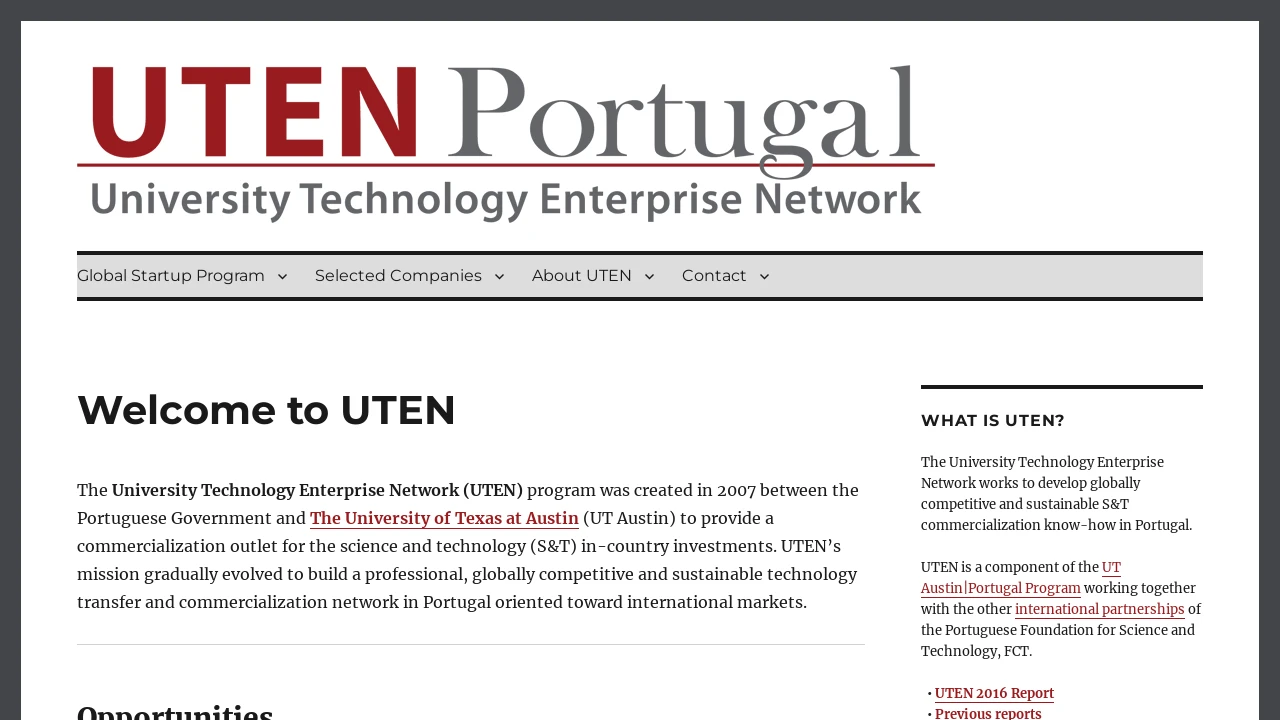 UTEN Portugal
University Technology Enterprise Network
Global Startup Program
Selected Companies
About UTEN
Contact
Welcome to UTEN
The University Technology Enterprise Network (UTEN) program was created in 2007 between the
Portuguese Government and The University of Texas at Austin (UT Austin) to provide a
commercialization outlet for the science and technology (S&T) in-country investments. UTEN’s
mission gradually evolved to build a professional, globally competitive and sustainable technology
transfer and commercialization network in Portugal oriented toward international markets.
Opportunities
WHAT IS UTEN?
The University Technology Enterprise
Network works to develop globally
competitive and sustainable S&T
commercialization know-how in Portugal.
UTEN is a component of the UT
Austin|Portugal Program working together
with the other international partnerships of
the Portuguese Foundation for Science and
Technology, FCT.
• UTEN 2016 Report
• Previous reports